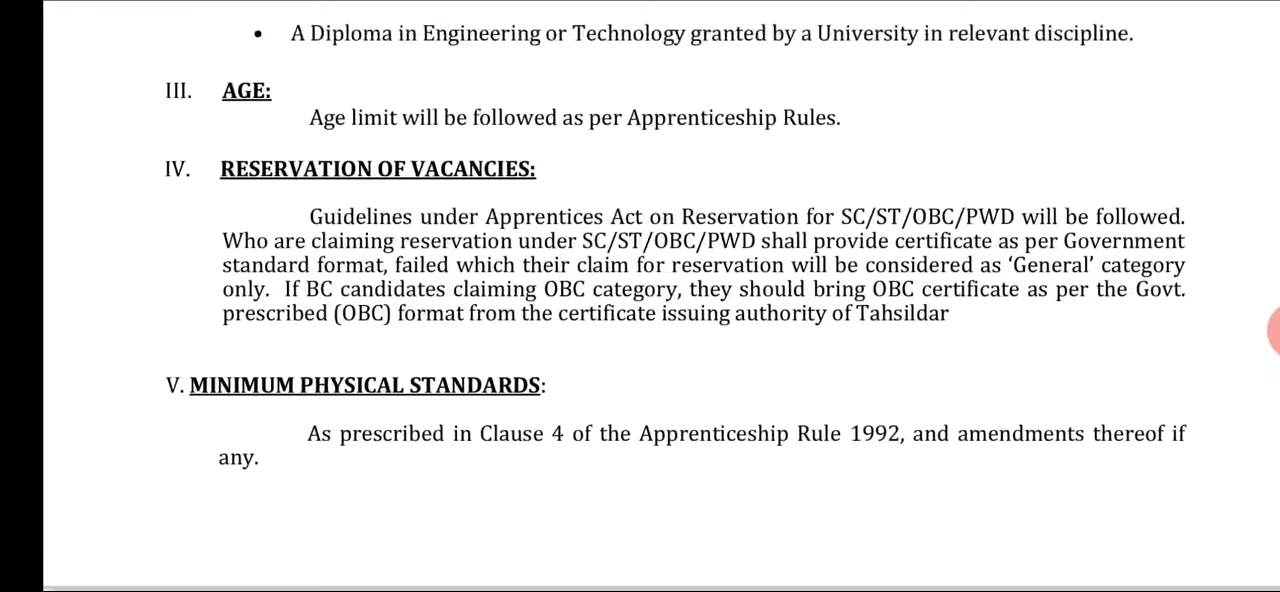 • A Diploma in Engineering or Technology granted by a University in relevant discipline.
III. AGE:
Age limit will be followed as per Apprenticeship Rules.
IV. RESERVATION OF VACANCIES:
Guidelines under Apprentices Act on Reservation for SC/ST/OBC/PWD will be followed.
Who are claiming reservation under SC/ST/OBC/PWD shall provide certificate as per Government
standard format, failed which their claim for reservation will be considered as ‘General’ category
only. If BC candidates claiming OBC category, they should bring OBC certificate as per the Govt.
prescribed (OBC) format from the certificate issuing authority of Tahsildar
V. MINIMUM PHYSICAL STANDARDS:
As prescribed in Clause 4 of the Apprenticeship Rule 1992, and amendments thereof if
any.